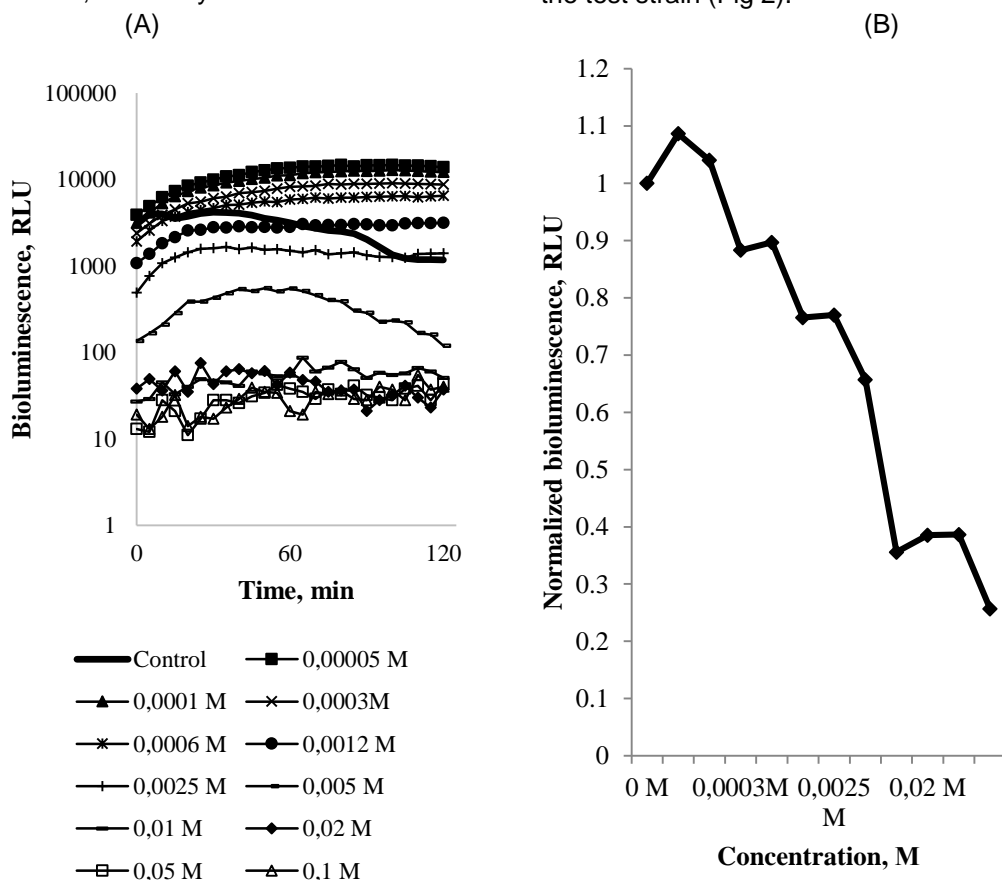 (A)
the test strain (Fig 2).
(B)
100000
10000
1000
100
10
1
Bioluminescence, RLU
0
60
120
Time, min
Control
0,00005 M
0,0001 M
0,0003M
0,0006 M
0,0012 M
0,0025 M
0,005 M
0,01 M
0,02 M
0,05 M
0,1 M
1.2
1.1
1
0.9
0.8
0.7
0.6
0.5
0.4
0.3
0.2
0.1
0
Normalized bioluminescence, RLU
0 M
0,0003M
0,0025
M
0,02 M
Concentration, M